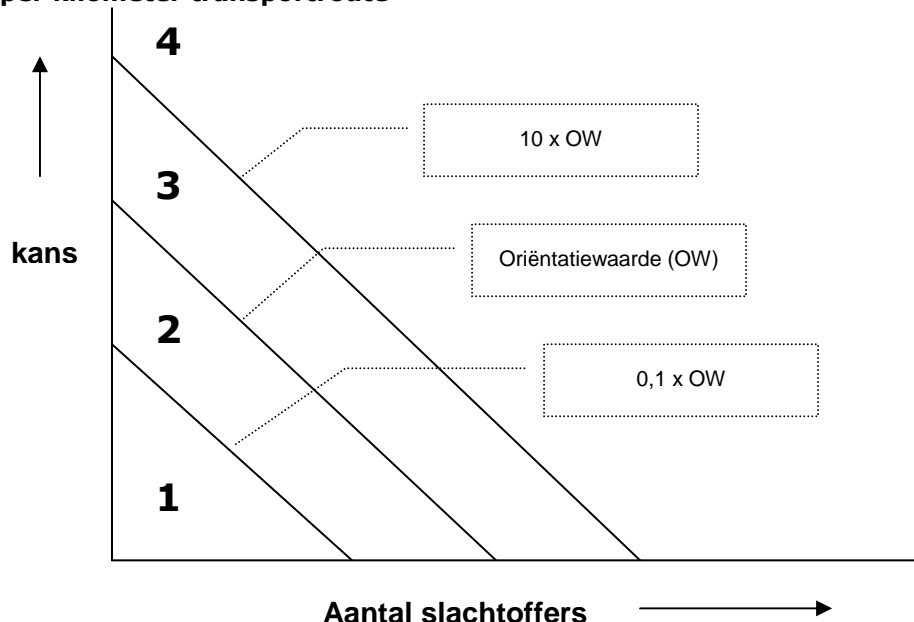 per kilometer transportroute
4
10 x OW
3
kans
Oriëntatiewaarde (OW)
2
0,1 x OW
1
Aantal slachtoffers